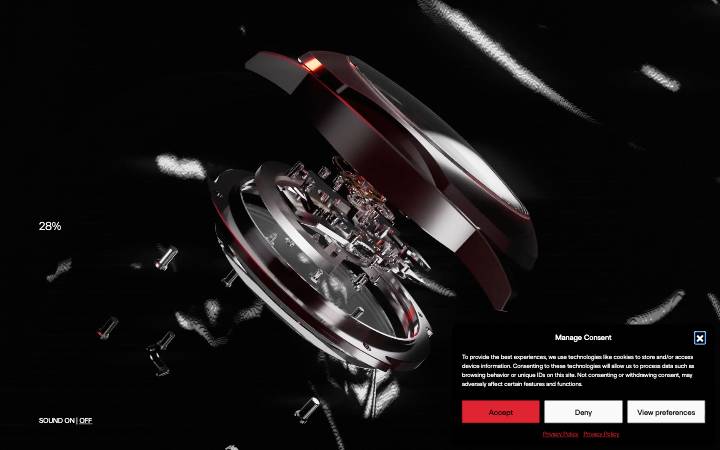 28%
SOUND ON | OFF
Manage Consent
To provide the best experiences, we use technologies like cookies to store and/or access
device information. Consenting to these technologies will allow us to process data such as
browsing behavior or unique IDs on this site. Not consenting or withdrawing consent, may
adversely affect certain features and functions.
Accept
Deny
View preferences
Privacy Policy Privacy Policy